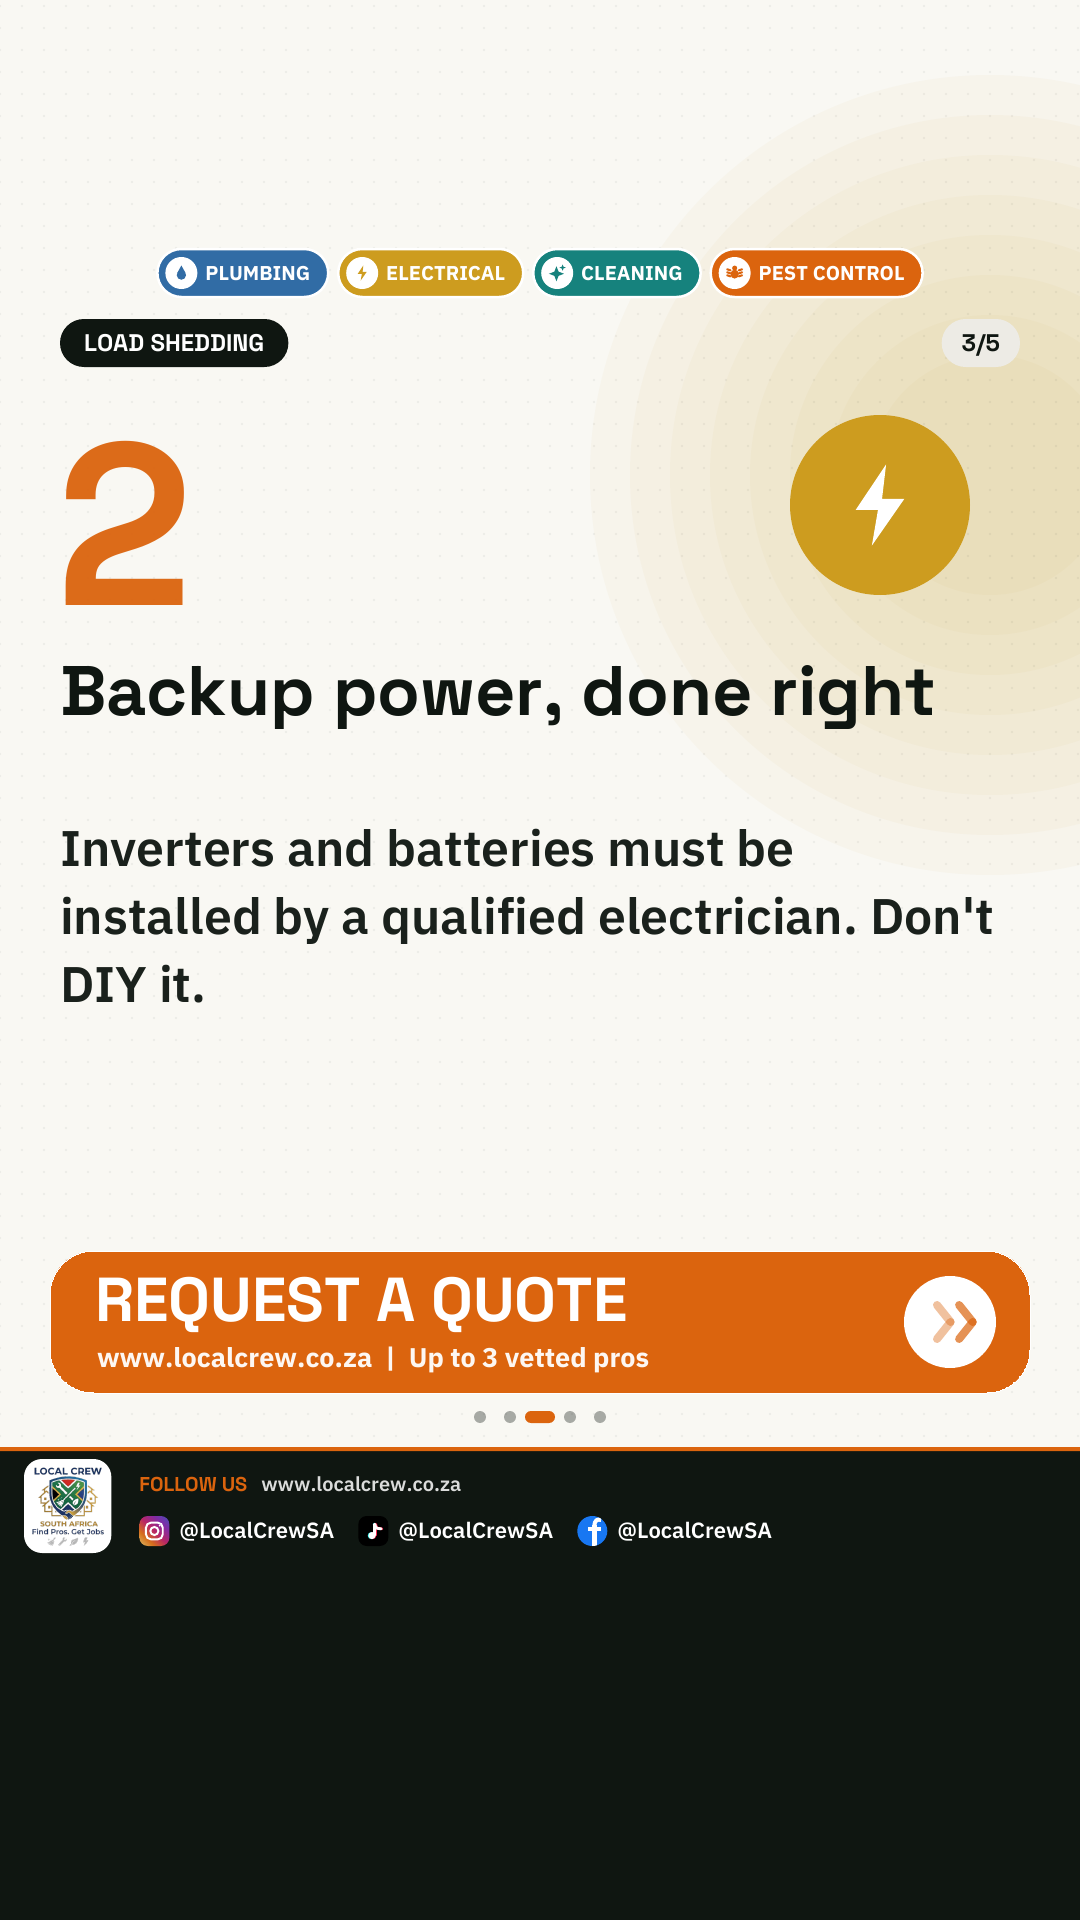 PLUMBING ELECTRICAL CLEANING PEST CONTROL
LOAD SHEDDING 3/5
2
Backup power, done right
Inverters and batteries must be
installed by a qualified electrician. Don't
DIY it.
REQUEST A QUOTE
www.localcrew.co.za | Up to 3 vetted pros
LOCAL CREW
SOUTH AFRICA
Find Pros. Get Jobs
FOLLOW US www.localcrew.co.za
@LocalCrewSA @LocalCrewSA @LocalCrewSA